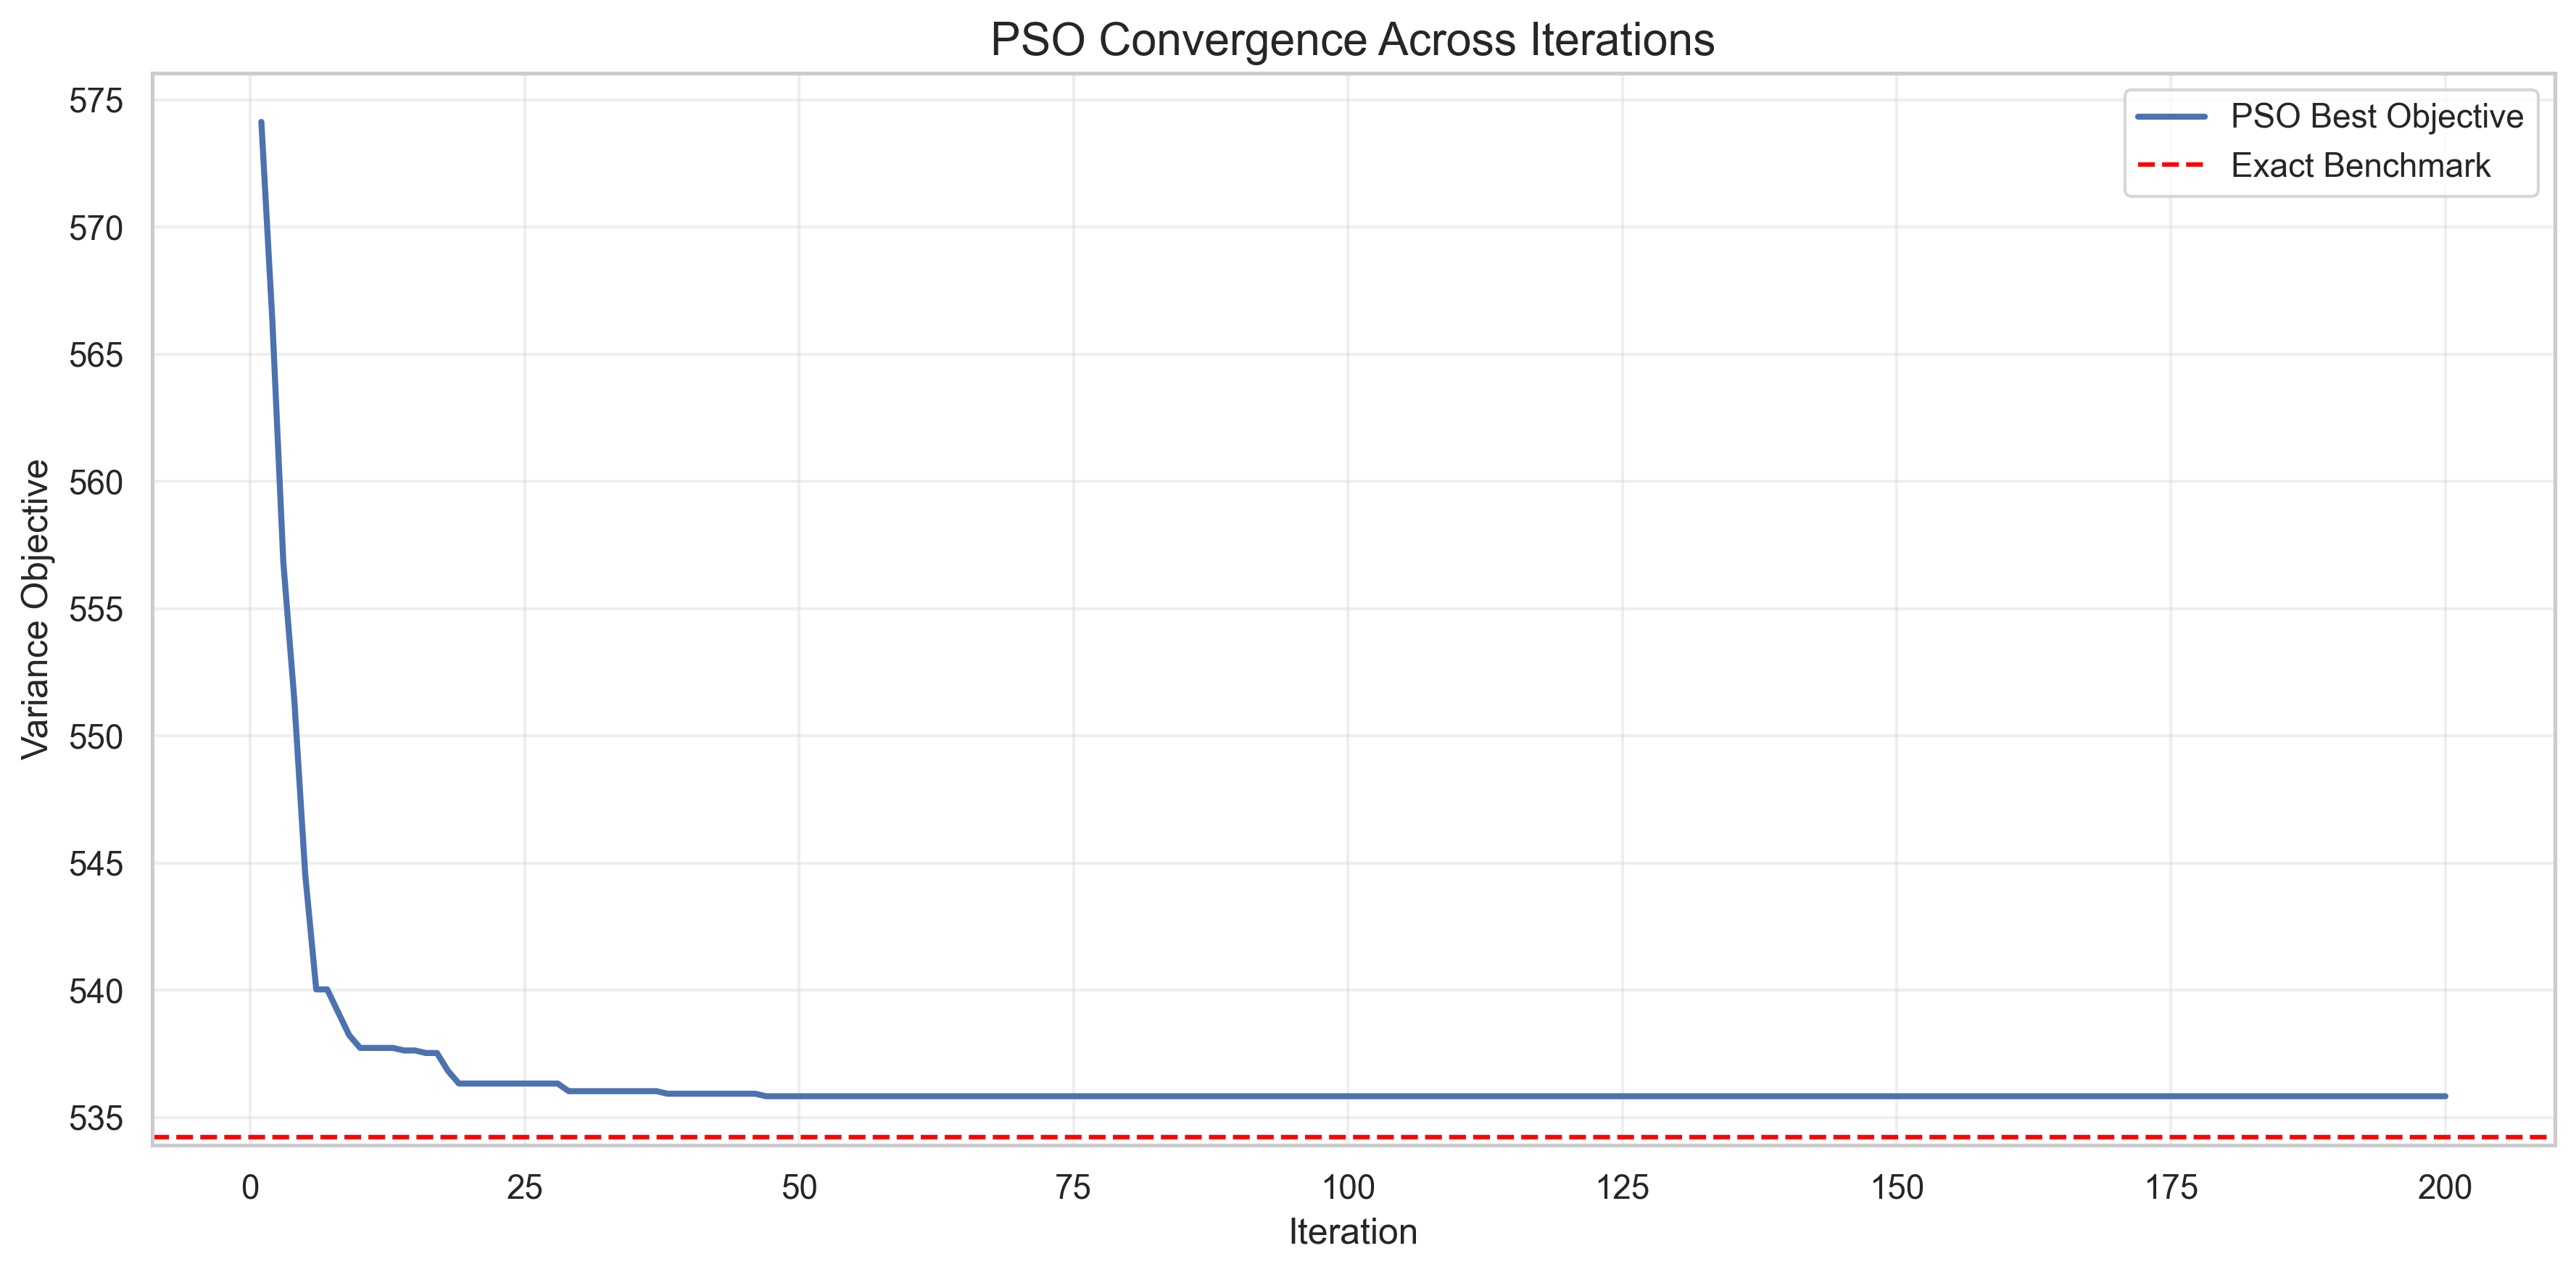 PSO Convergence Across Iterations
PSO Best Objective
Exact Benchmark
Variance Objective
575
570
565
560
555
550
545
540
535
0 25 50 75 100 125 150 175 200
Iteration